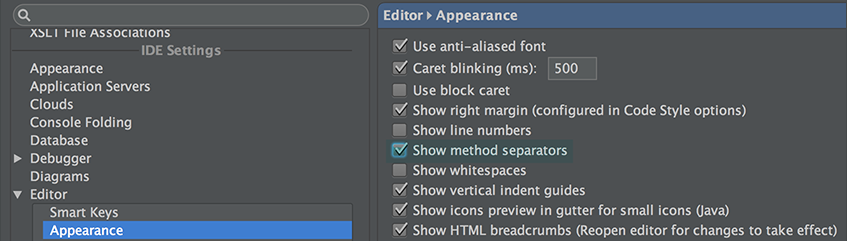 XSLT File Associations
IDE Settings
Appearance
Application Servers
Clouds
Console Folding
Database
Debugger
Diagrams
Editor
Smart Keys
Appearance
Editor ▸ Appearance
Use anti-aliased font
Caret blinking (ms): 500
Use block caret
Show right margin (configured in Code Style options)
Show line numbers
Show method separators
Show whitespaces
Show vertical indent guides
Show icons preview in gutter for small icons (Java)
Show HTML breadcrumbs (Reopen editor for changes to take effect)